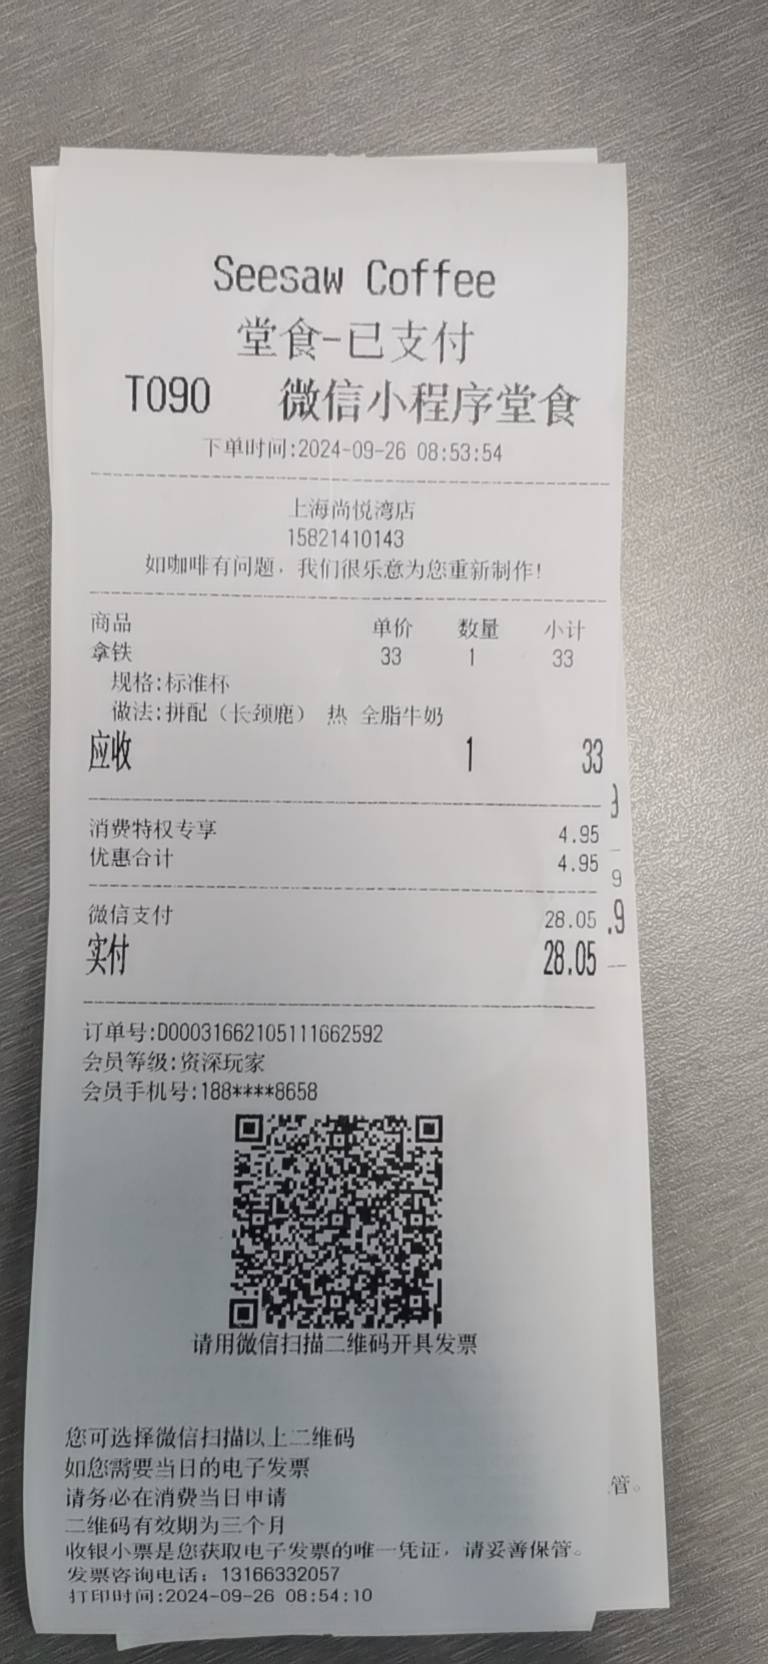 Seesaw Coffee
堂食-已支付
T090 微信小程序堂食
下单时间:2024-09-26 08:53:54
上海尚悦湾店
15821410143
如咖啡有问题，我们很乐意为您重新制作!
商品 单价 数量 小计
拿铁 33 1 33
规格:标准杯
做法:拼配（长颈鹿） 热 全脂牛奶
应收 1 33
消费特权专享 4.95
优惠合计 4.95
9
微信支付 28.05
.9
实付 28.05
订单号:D000316621051111662592
会员等级:资深玩家
会员手机号:188****8658
请用微信扫描二维码开具发票
您可选择微信扫描以上二维码
如您需要当日的电子发票
管。
请务必在消费当日申请
二维码有效期为三个月
收银小票是您获取电子发票的唯一凭证，请妥善保管。
发票咨询电话：13166332057
打印时间:2024-09-26 08:54:10